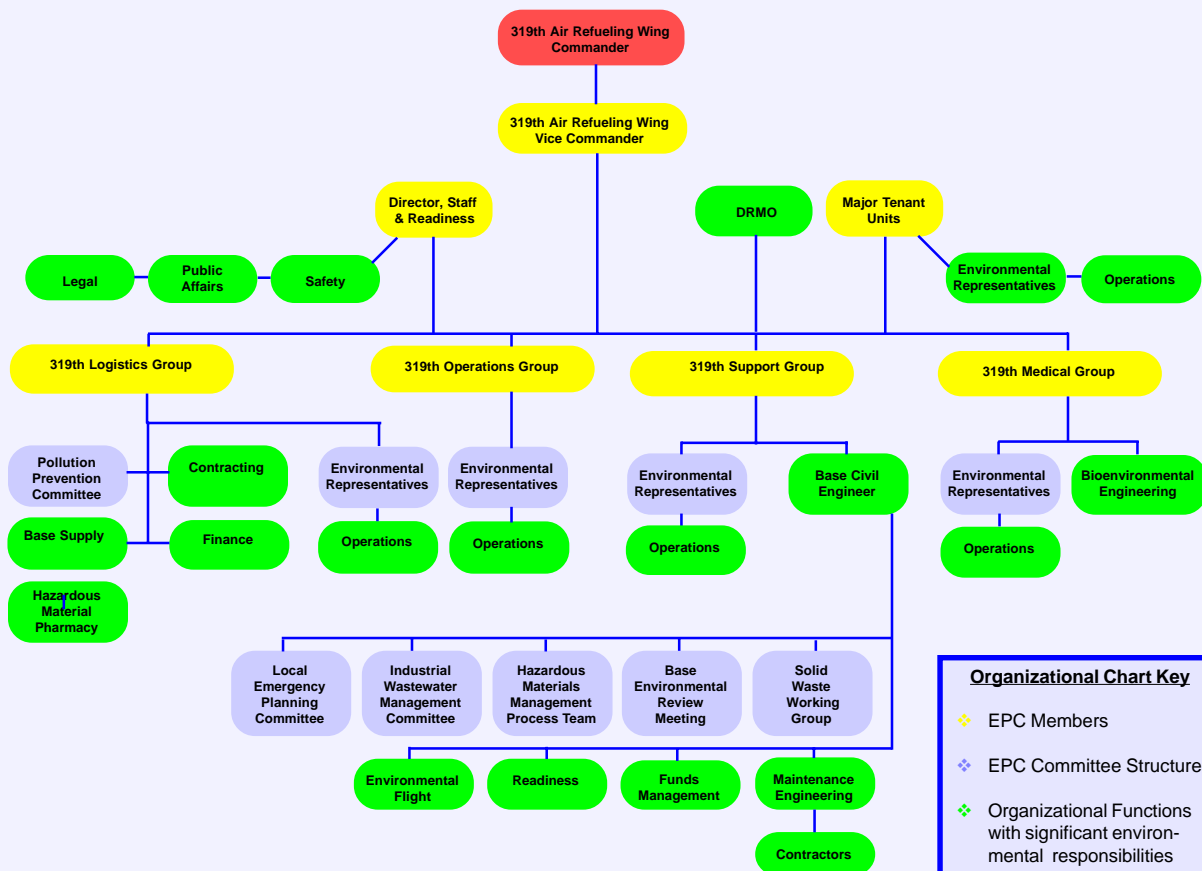 319th Air Refueling Wing
Commander
319th Air Refueling Wing
Vice Commander
Director, Staff
& Readiness
DRMO
Major Tenant
Units
Legal
Public
Affairs
Safety
Environmental
Representatives
Operations
319th Logistics Group
319th Operations Group
319th Support Group
319th Medical Group
Pollution
Prevention
Committee
Contracting
Environmental
Representatives
Environmental
Representatives
Environmental
Representatives
Base Civil
Engineer
Environmental
Representatives
Bioenvironmental
Engineering
Base Supply
Finance
Operations
Operations
Operations
Operations
Hazardous
Material
Pharmacy
Local
Emergency
Planning
Committee
Industrial
Wastewater
Management
Committee
Hazardous
Materials
Management
Process Team
Base
Environmental
Review
Meeting
Solid
Waste
Working
Group
Environmental
Flight
Readiness
Funds
Management
Maintenance
Engineering
Contractors
Organizational Chart Key
EPC Members
EPC Committee Structure
Organizational Functions
with significant environ-
mental responsibilities